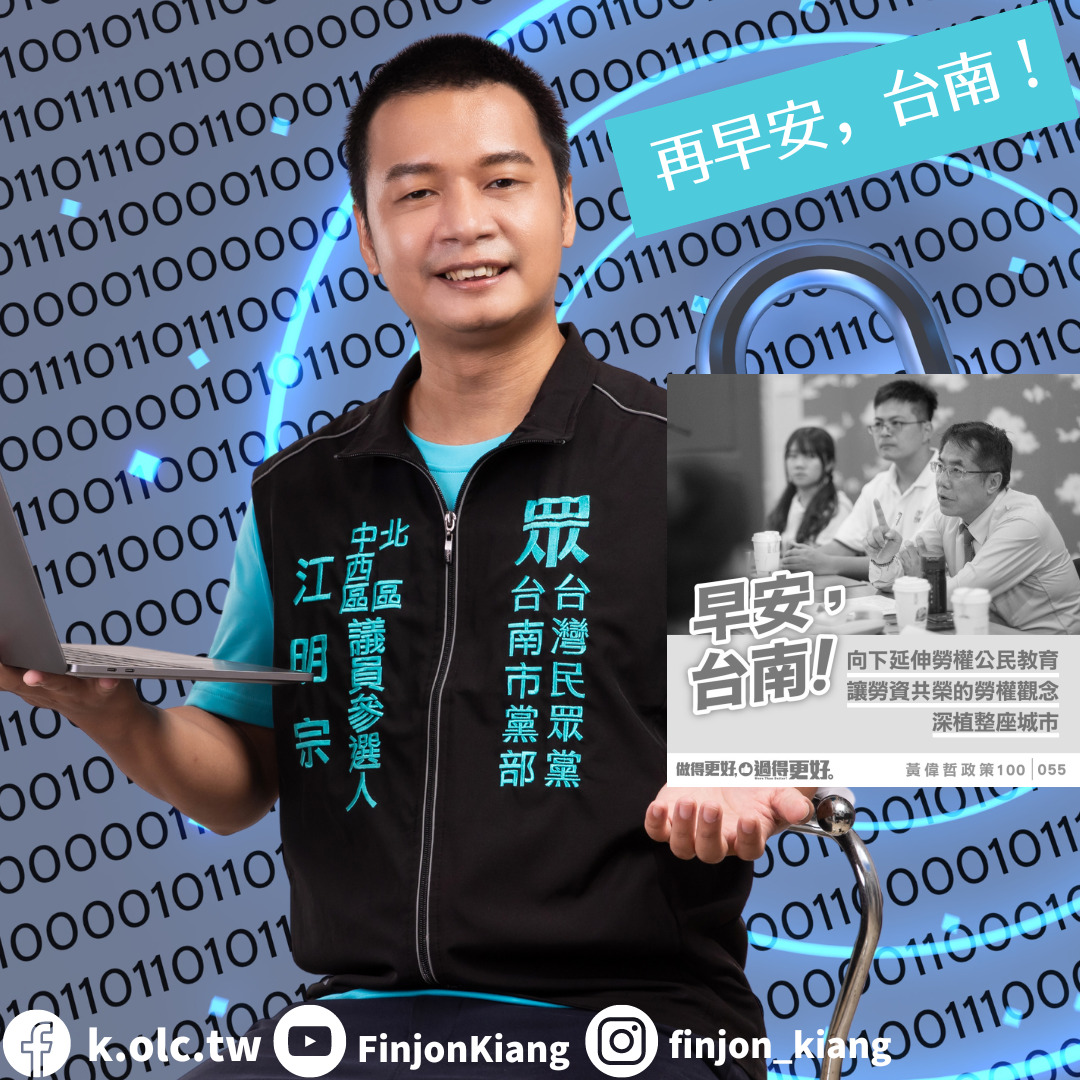 再早安，台南！
北區
中西區
議員參選人
江明宗
眾
台灣民眾黨
台南市黨部
早安，
台南!
向下延伸勞權公民教育
讓勞資共榮的勞權觀念
深植整座城市
做得更好,過得更好。
黃偉哲政策100 | 055
k.olc.tw
FinjonKiang
finjon_kiang